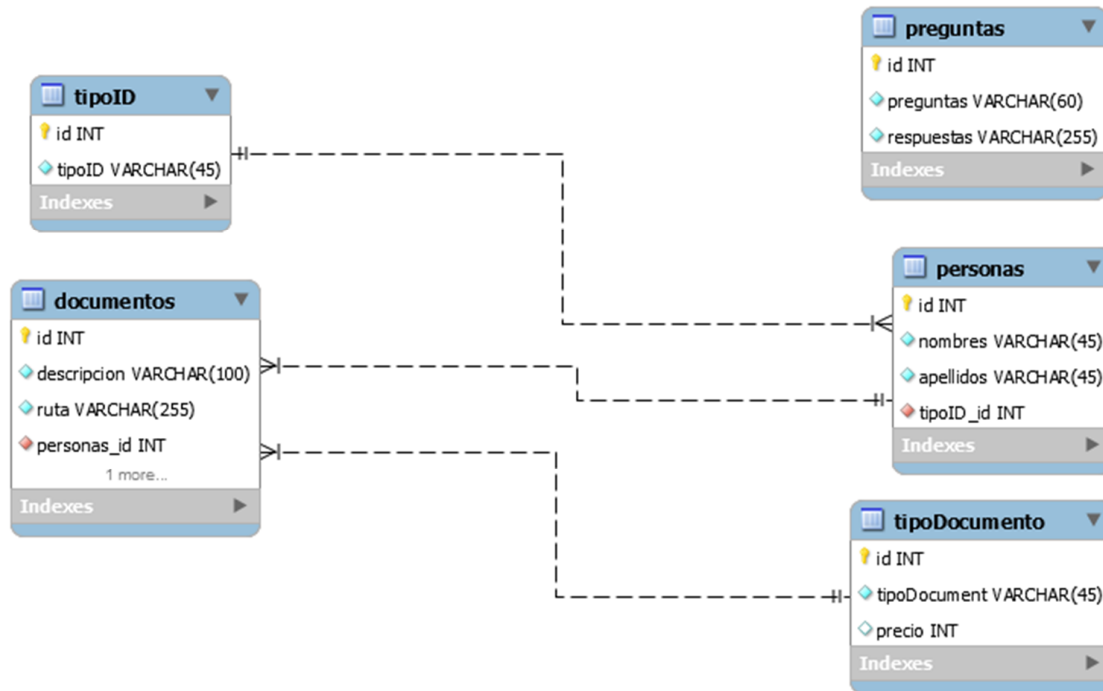 tipoID
id INT
tipoID VARCHAR(45)
Indexes
documentos
id INT
descripcion VARCHAR(100)
ruta VARCHAR(255)
personas_id INT
1 more...
Indexes
preguntas
id INT
preguntas VARCHAR(60)
respuestas VARCHAR(255)
Indexes
personas
id INT
nombres VARCHAR(45)
apellidos VARCHAR(45)
tipoID_id INT
Indexes
tipoDocumento
id INT
tipoDocument VARCHAR(45)
precio INT
Indexes